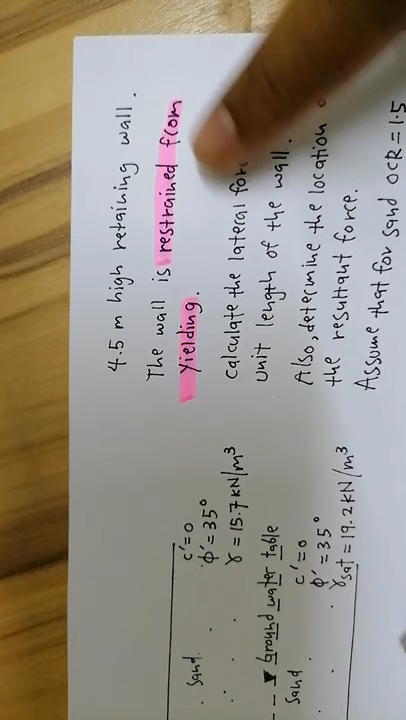 4.5 m high retaining wall.
The wall is restrained from
Yielding.
calculate the lateral
unit length of the wall.
Also, determine the location
the resultant force.
Assume that for sand OCR = 1.5
Sand.
c' = 0
φ' = 35°
γ = 15.7 kN/m³
Ground water table
Sand
c' = 0
φ' = 35°
γsat = 19.2 kN/m³